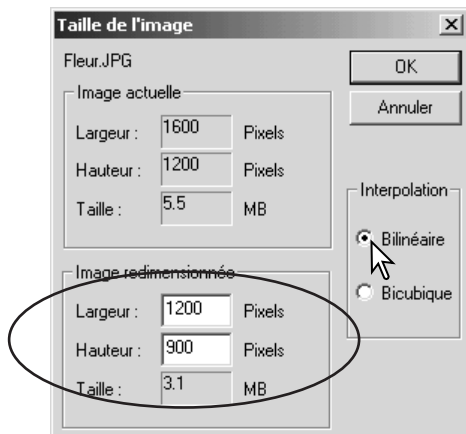 Taille de l'image
Fleur.JPG
OK
Annuler
Image actuelle
Largeur : 1600 Pixels
Hauteur : 1200 Pixels
Taille : 5.5 MB
Interpolation
Bilinéaire
Bicubique
Image redimensionnée
Largeur : 1200 Pixels
Hauteur : 900 Pixels
Taille : 3.1 MB